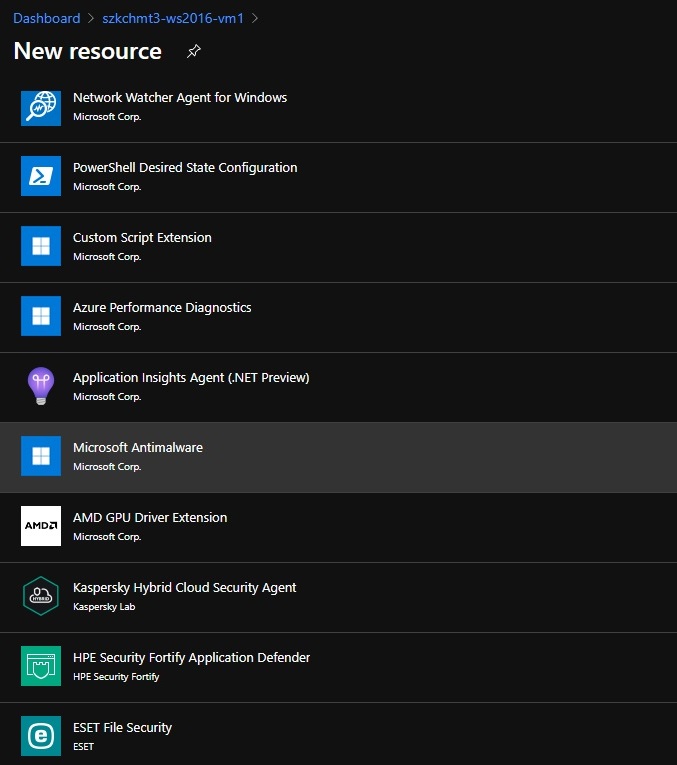 Dashboard > szkchmt3-ws2016-vm1 >
New resource
Network Watcher Agent for Windows
Microsoft Corp.
PowerShell Desired State Configuration
Microsoft Corp.
Custom Script Extension
Microsoft Corp.
Azure Performance Diagnostics
Microsoft Corp.
Application Insights Agent (.NET Preview)
Microsoft Corp.
Microsoft Antimalware
Microsoft Corp.
AMD
AMD GPU Driver Extension
Microsoft Corp.
HYBRID
Kaspersky Hybrid Cloud Security Agent
Kaspersky Lab
HPE Security Fortify Application Defender
HPE Security Fortify
e
ESET File Security
ESET